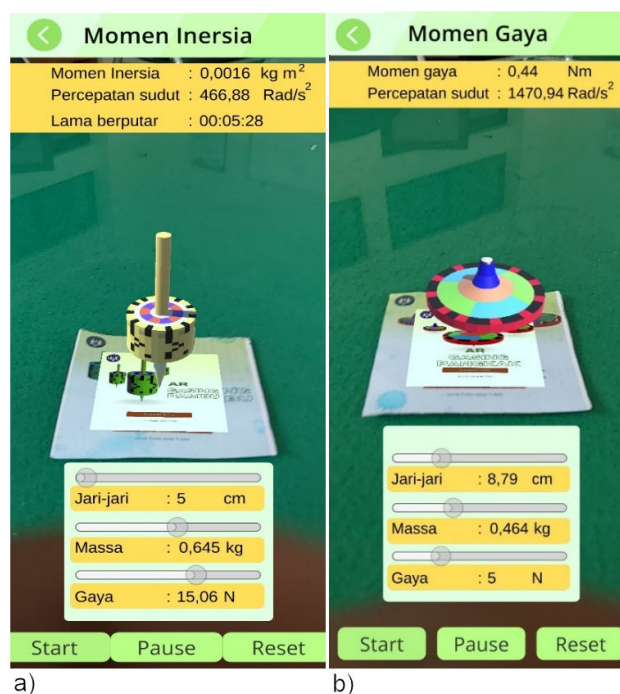 Momen Inersia
Momen Inersia : 0,0016 kg m²
Percepatan sudut : 466,88 Rad/s²
Lama berputar : 00:05:28
AR
Jari-jari : 5 cm
Massa : 0,645 kg
Gaya : 15,06 N
Start Pause Reset
a)
Momen Gaya
Momen gaya : 0,44 Nm
Percepatan sudut : 1470,94 Rad/s²
AR
GASING
PANGKAK
Jari-jari : 8,79 cm
Massa : 0,464 kg
Gaya : 5 N
Start Pause Reset
b)